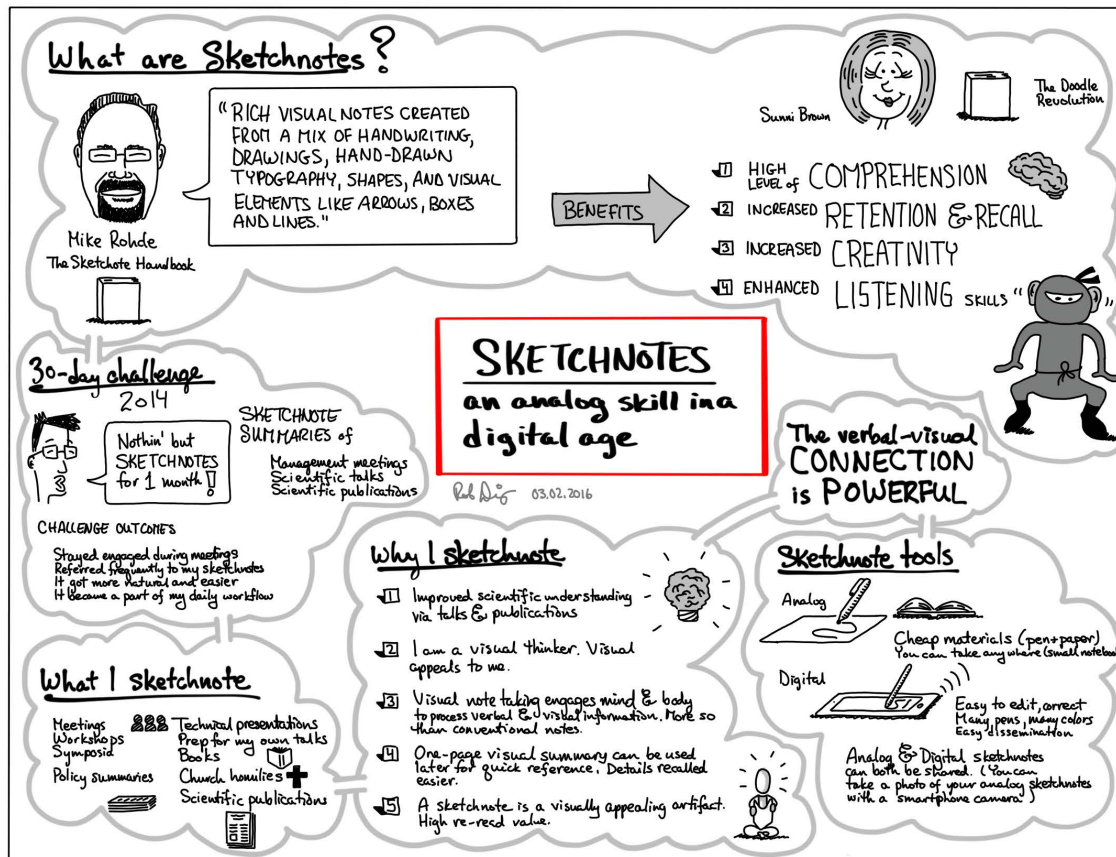 What are Sketchnotes?
"RICH VISUAL NOTES CREATED
FROM A MIX OF HANDWRITING,
DRAWINGS, HAND-DRAWN
TYPOGRAPHY, SHAPES, AND VISUAL
ELEMENTS LIKE ARROWS, BOXES
AND LINES."
Mike Rohde
The Sketchote Handbook
BENEFITS
Sunni Brown
The Doodle
Revolution
1 HIGH
LEVEL of COMPREHENSION
2 INCREASED RETENTION & RECALL
3 INCREASED CREATIVITY
4 ENHANCED LISTENING SKILLS
SKETCHNOTES
an analog skill in a
digital age
03.02.2016
30-day challenge
2014
Nothin' but
SKETCHNOTES
for 1 month!
SKETCHNOTE
SUMMARIES of
Management meetings
Scientific talks
Scientific publications
CHALLENGE OUTCOMES
Stayed engaged during meetings
Referred frequently to my sketchnotes
It got more natural and easier
It became a part of my daily workflow
What I sketchnote
Meetings
Workshops
Symposia
Policy summaries
Technical presentations
Prep for my own talks
Books
Church homilies
Scientific publications
Why I sketchnote
1 Improved scientific understanding
via talks & publications
2 I am a visual thinker. Visual
appeals to me.
3 Visual note taking engages mind & body
to process verbal & visual information. More so
than conventional notes.
4 One-page visual summary can be used
later for quick reference. Details recalled
easier.
5 A sketchnote is a visually appealing artifact.
High re-read value.
The verbal-visual
CONNECTION
is POWERFUL
Sketchnote tools
Analog
Cheap materials (pen+paper)
You can take any where (small notebook
Digital
Easy to edit, correct
Many pens, many colors
Easy dissemination
Analog & Digital sketchnotes
can both be shared. (You can
take a photo of your analog sketchnotes
with a smartphone camera!)